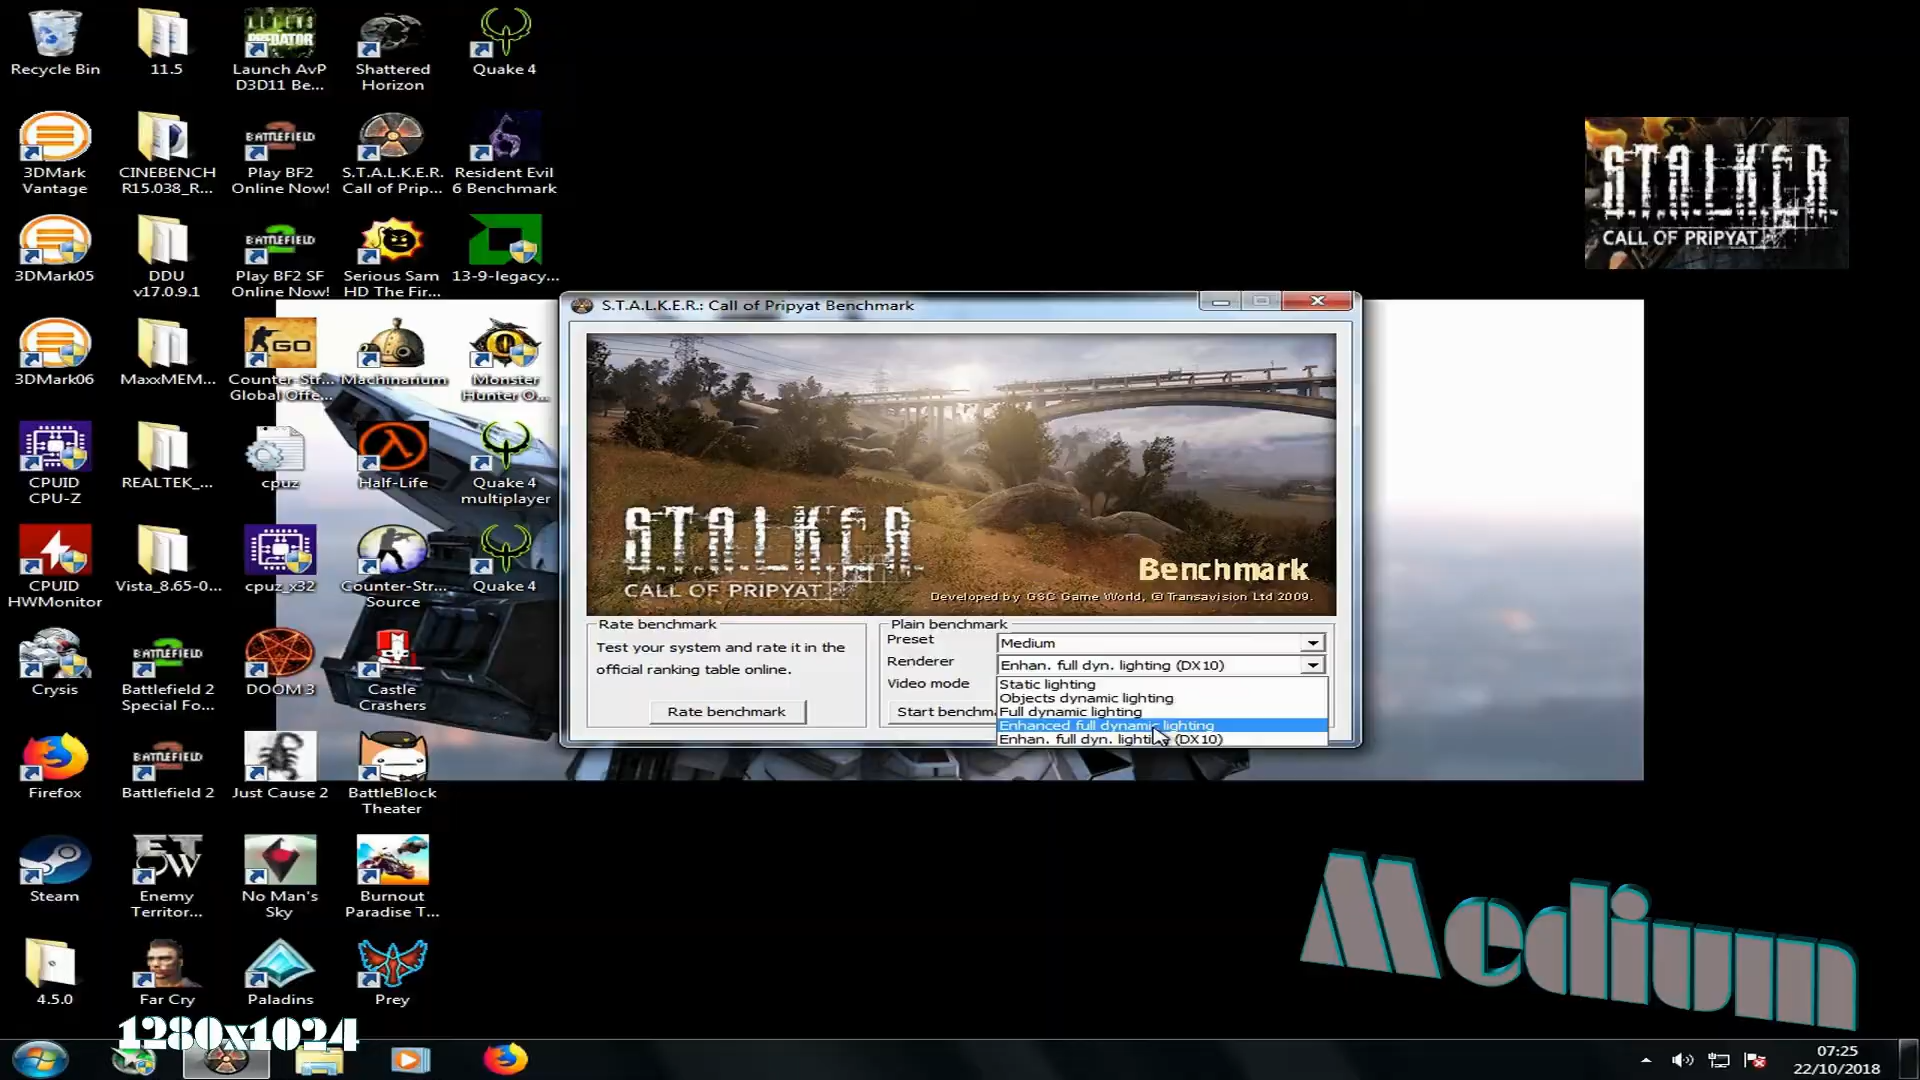 Recycle Bin
11.5
Launch AvP
D3D11 Be...
Shattered
Horizon
Quake 4
3DMark
Vantage
CINEBENCH
R15.038_R...
BATTLEFIELD
Play BF2
Online Now!
S.T.A.L.K.E.R.
Call of Prip...
Resident Evil
6 Benchmark
3DMark05
DDU
v17.0.9.1
BATTLEFIELD
Play BF2 SF
Online Now!
Serious Sam
HD The Fir...
13-9-legacy...
S.T.A.L.K.E.R.
CALL OF PRIPYAT
3DMark06
MaxxMEM...
GO
Counter-Str...
Global Offe...
Machinarium
Monster
Hunter O...
CPUID
CPU-Z
REALTEK_...
cpuz
Half-Life
Quake 4
multiplayer
CPUID
HWMonitor
Vista_8.65-0...
cpuz_x32
Counter-Str...
Source
Quake 4
S.T.A.L.K.E.R.: Call of Pripyat Benchmark
S.T.A.L.K.E.R.
CALL OF PRIPYAT
Benchmark
Developed by GSC Game World, © Transavision Ltd 2009.
Rate benchmark
Test your system and rate it in the
official ranking table online.
Rate benchmark
Plain benchmark
Preset
Medium
Renderer
Enhan. full dyn. lighting (DX10)
Video mode
Static lighting
Objects dynamic lighting
Full dynamic lighting
Enhanced full dynamic lighting
Enhan. full dyn. lighting (DX10)
Start benchm
Crysis
BATTLEFIELD
Battlefield 2
Special Fo...
DOOM 3
Castle
Crashers
Firefox
BATTLEFIELD
Battlefield 2
Just Cause 2
BattleBlock
Theater
Steam
ET
QW
Enemy
Territor...
No Man's
Sky
Burnout
Paradise T...
4.5.0
Far Cry
Paladins
Prey
Medium
1280x1024
07:25
22/10/2018